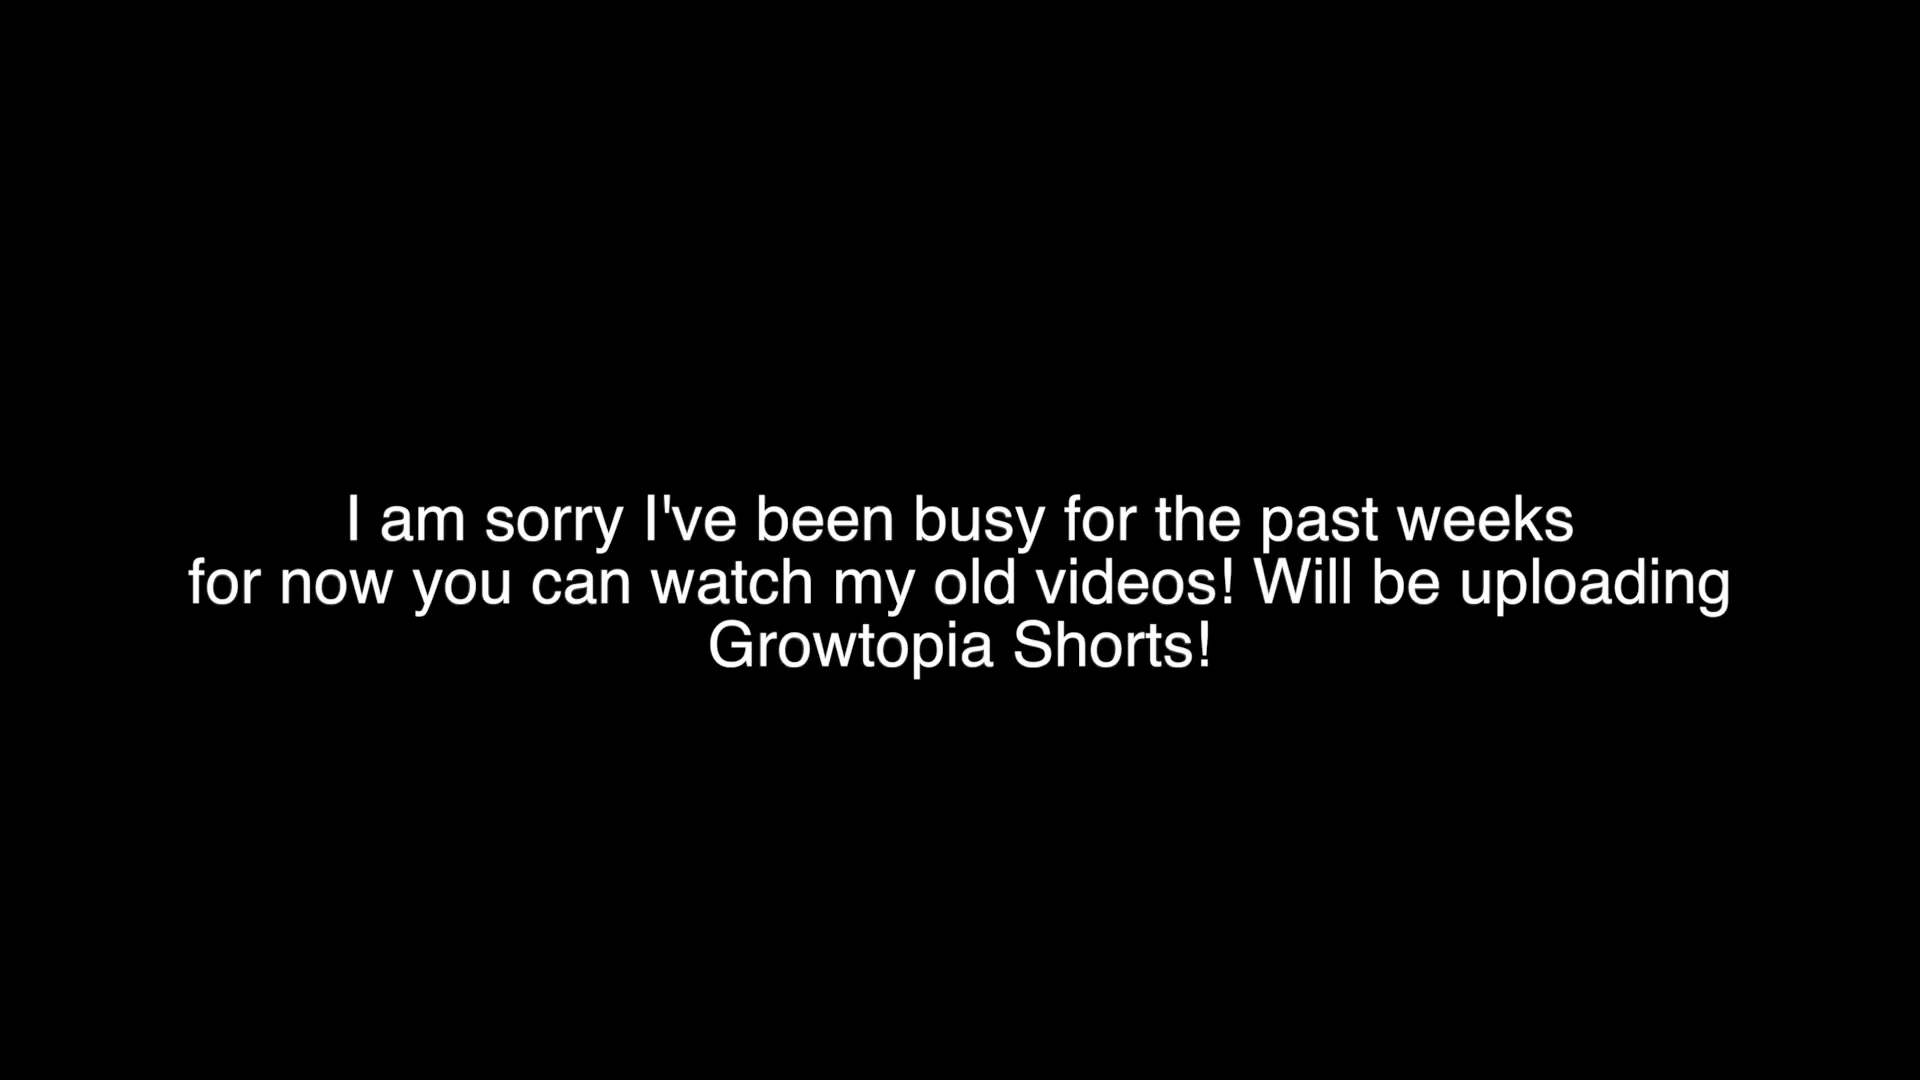 I am sorry I've been busy for the past weeks
for now you can watch my old videos! Will be uploading
Growtopia Shorts!